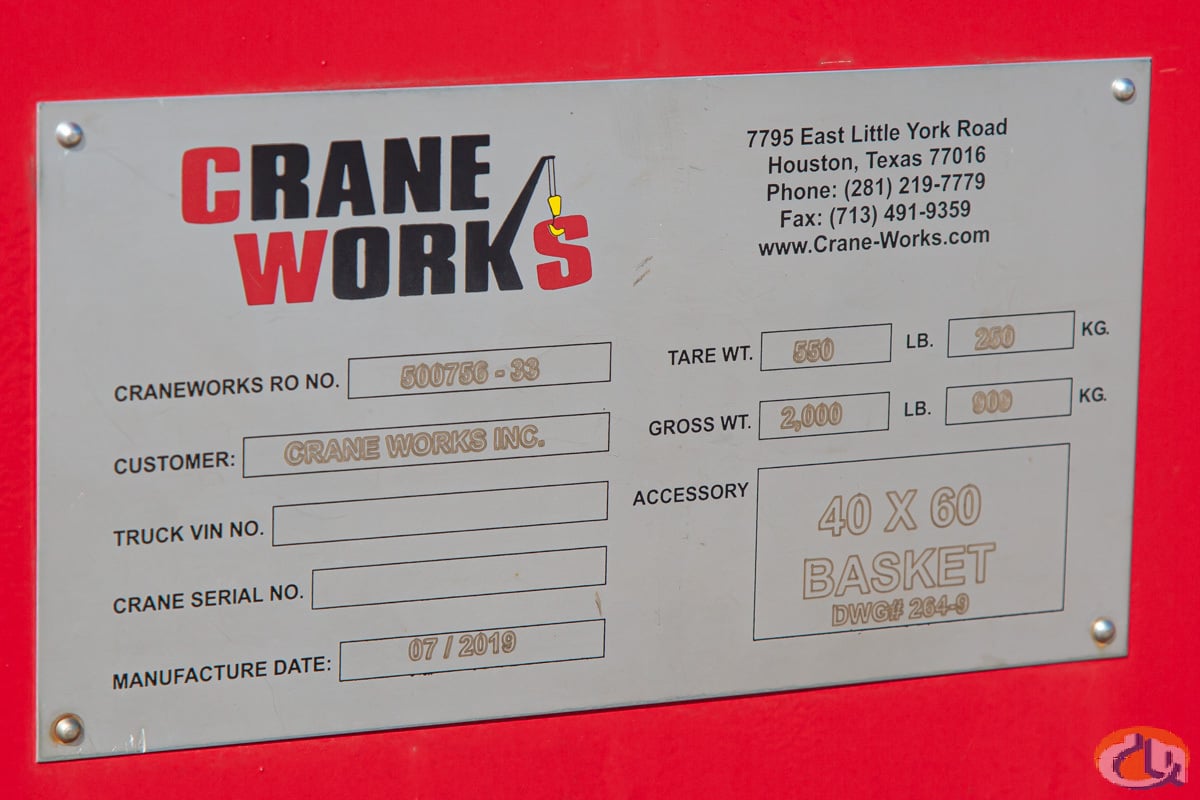 CRANE
WORKS
7795 East Little York Road
Houston, Texas 77016
Phone: (281) 219-7779
Fax: (713) 491-9359
www.Crane-Works.com
CRANEWORKS RO NO. 500756 - 33
CUSTOMER: CRANE WORKS INC.
TRUCK VIN NO.
CRANE SERIAL NO.
MANUFACTURE DATE: 07 / 2019
TARE WT. 550 LB. 250 KG.
GROSS WT. 2,000 LB. 909 KG.
ACCESSORY
40 X 60
BASKET
DWG# 264-9